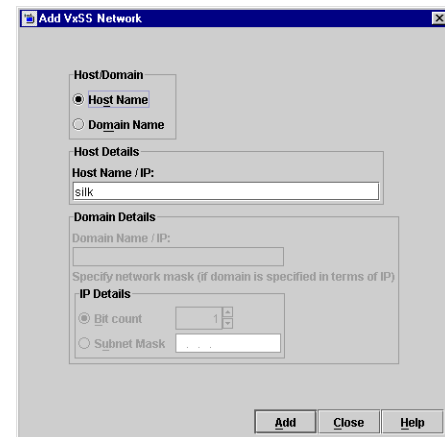 Add VxSS Network
Host/Domain
Host Name
Domain Name
Host Details
Host Name / IP:
silk
Domain Details
Domain Name / IP:
Specify network mask (if domain is specified in terms of IP)
IP Details
Bit count 1
Subnet Mask . . .
Add Close Help